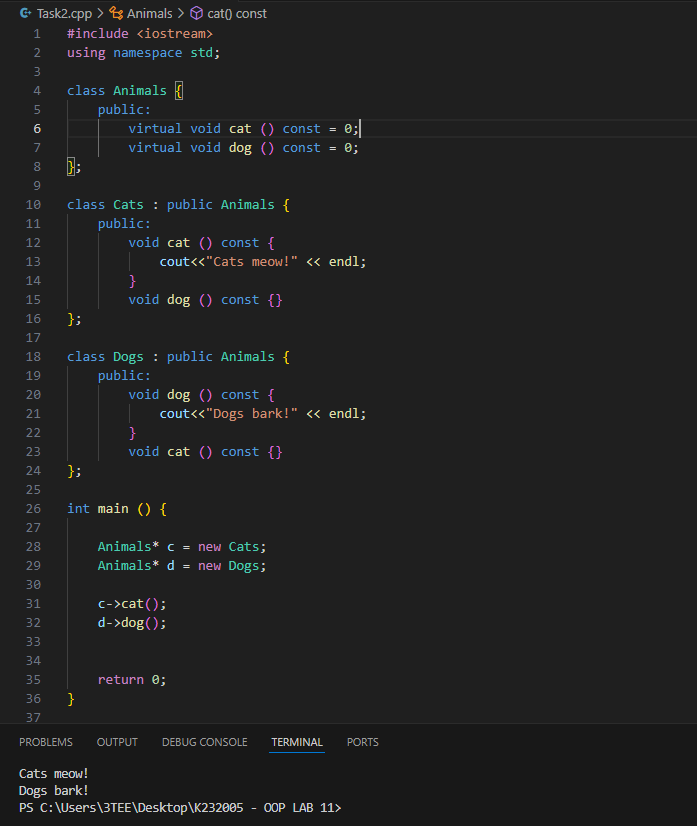 Task2.cpp > Animals > cat() const
1 #include <iostream>
2 using namespace std;
3
4 class Animals {
5     public:
6         virtual void cat () const = 0;
7         virtual void dog () const = 0;
8 };
9
10 class Cats : public Animals {
11     public:
12         void cat () const {
13             cout<<"Cats meow!" << endl;
14         }
15         void dog () const {}
16 };
17
18 class Dogs : public Animals {
19     public:
20         void dog () const {
21             cout<<"Dogs bark!" << endl;
22         }
23         void cat () const {}
24 };
25
26 int main () {
27
28     Animals* c = new Cats;
29     Animals* d = new Dogs;
30
31     c->cat();
32     d->dog();
33
34
35     return 0;
36 }
37
PROBLEMS OUTPUT DEBUG CONSOLE TERMINAL PORTS
Cats meow!
Dogs bark!
PS C:\Users\3TEE\Desktop\K232005 - OOP LAB 11>